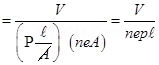 = V / (P ℓ/A) (neA) = V / nepℓ